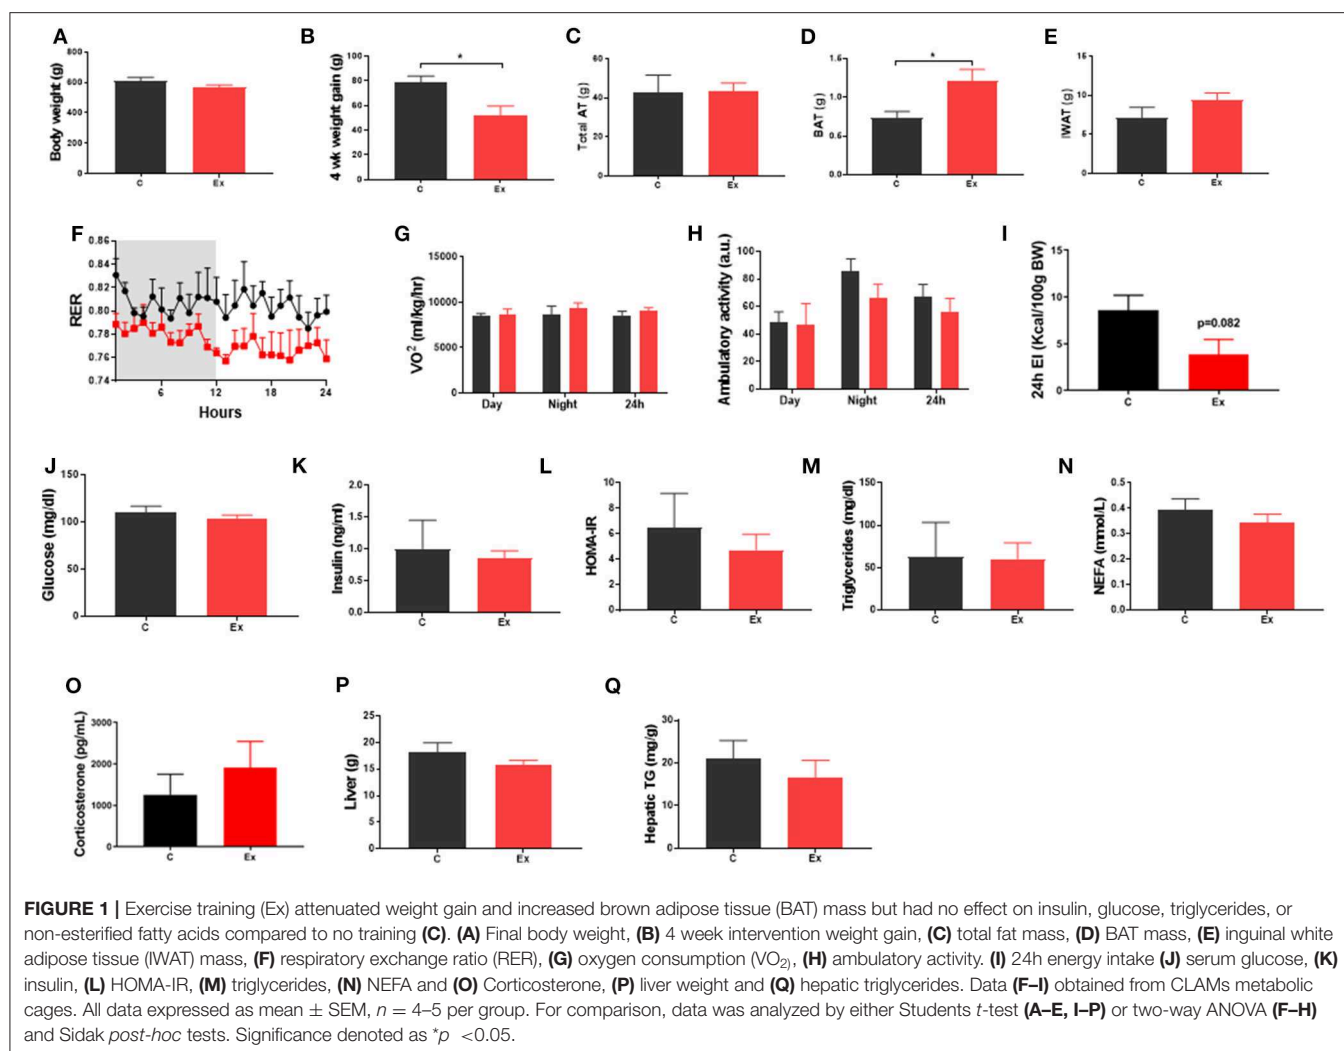 A
B
C
D
E
Body weight (g)
800
600
400
200
0
C
Ex
4 wk weight gain (g)
100
80
60
40
20
0
*
C
Ex
Total AT (g)
60
40
20
0
C
Ex
BAT (g)
1.5
1.0
0.5
0.0
*
C
Ex
IWAT (g)
15
10
5
0
C
Ex
F
G
H
I
RER
0.86
0.84
0.82
0.80
0.78
0.76
0.74
6
12
18
24
Hours
VO2 (ml/kg/hr)
15000
10000
5000
0
Day
Night
24h
Ambulatory activity (a.u.)
100
80
60
40
20
0
Day
Night
24h
24h EI (Kcal/100g BW)
15
10
5
0
p=0.082
C
Ex
J
K
L
M
N
Glucose (mg/dl)
150
100
50
0
C
Ex
Insulin (ng/ml)
2.0
1.5
1.0
0.5
0.0
C
Ex
HOMA-IR
10
8
6
4
2
0
C
Ex
Triglycerides (mg/dl)
150
100
50
0
C
Ex
NEFA (mmol/L)
0.5
0.4
0.3
0.2
0.1
0.0
C
Ex
O
P
Q
Corticosterone (pg/mL)
3000
2000
1000
0
C
Ex
Liver (g)
25
20
15
10
5
0
C
Ex
Hepatic TG (mg/g)
30
20
10
0
C
Ex
FIGURE 1 | Exercise training (Ex) attenuated weight gain and increased brown adipose tissue (BAT) mass but had no effect on insulin, glucose, triglycerides, or
non-esterified fatty acids compared to no training (C). (A) Final body weight, (B) 4 week intervention weight gain, (C) total fat mass, (D) BAT mass, (E) inguinal white
adipose tissue (IWAT) mass, (F) respiratory exchange ratio (RER), (G) oxygen consumption (VO2), (H) ambulatory activity. (I) 24h energy intake (J) serum glucose, (K)
insulin, (L) HOMA-IR, (M) triglycerides, (N) NEFA and (O) Corticosterone, (P) liver weight and (Q) hepatic triglycerides. Data (F–I) obtained from CLAMs metabolic
cages. All data expressed as mean ± SEM, n = 4–5 per group. For comparison, data was analyzed by either Students t-test (A–E, I–P) or two-way ANOVA (F–H)
and Sidak post-hoc tests. Significance denoted as *p <0.05.